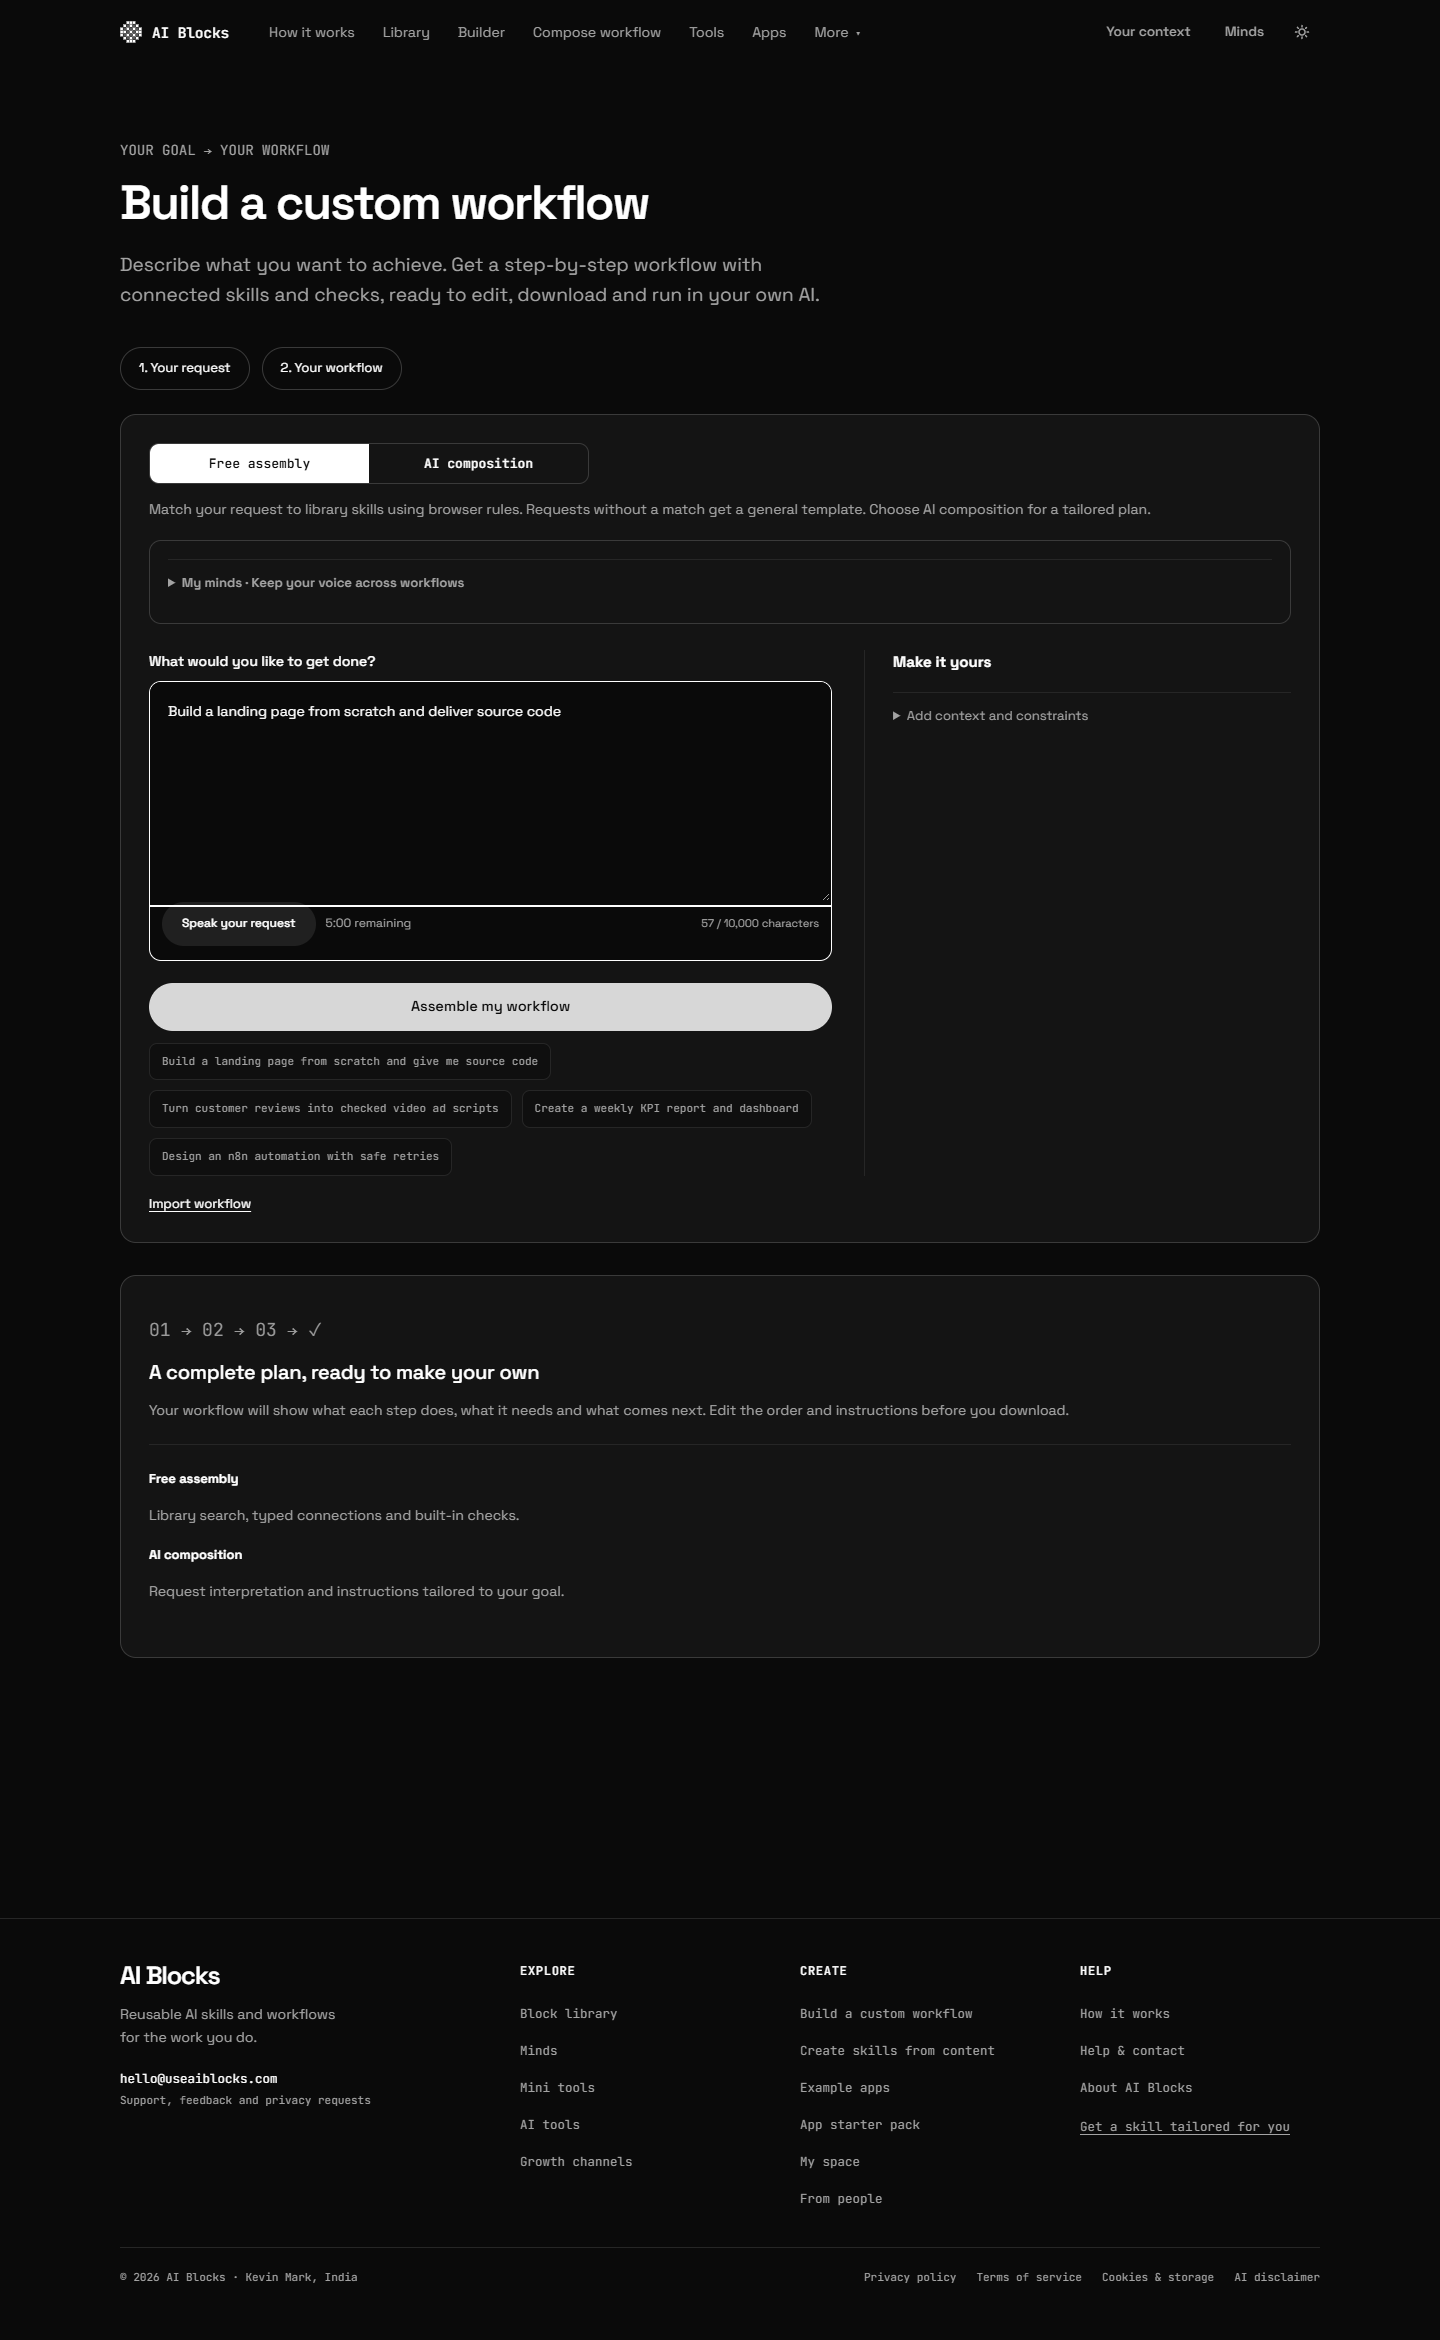 AI Blocks
How it works
Library
Builder
Compose workflow
Tools
Apps
More ▾
Your context
Minds
YOUR GOAL → YOUR WORKFLOW
Build a custom workflow
Describe what you want to achieve. Get a step-by-step workflow with
connected skills and checks, ready to edit, download and run in your own AI.
1. Your request
2. Your workflow
Free assembly
AI composition
Match your request to library skills using browser rules. Requests without a match get a general template. Choose AI composition for a tailored plan.
▶ My minds · Keep your voice across workflows
What would you like to get done?
Build a landing page from scratch and deliver source code
Speak your request
5:00 remaining
57 / 10,000 characters
Assemble my workflow
Build a landing page from scratch and give me source code
Turn customer reviews into checked video ad scripts
Create a weekly KPI report and dashboard
Design an n8n automation with safe retries
Import workflow
Make it yours
▶ Add context and constraints
01 → 02 → 03 → ✓
A complete plan, ready to make your own
Your workflow will show what each step does, what it needs and what comes next. Edit the order and instructions before you download.
Free assembly
Library search, typed connections and built-in checks.
AI composition
Request interpretation and instructions tailored to your goal.
AI Blocks
Reusable AI skills and workflows
for the work you do.
hello@useaiblocks.com
Support, feedback and privacy requests
EXPLORE
Block library
Minds
Mini tools
AI tools
Growth channels
CREATE
Build a custom workflow
Create skills from content
Example apps
App starter pack
My space
From people
HELP
How it works
Help & contact
About AI Blocks
Get a skill tailored for you
© 2026 AI Blocks · Kevin Mark, India
Privacy policy
Terms of service
Cookies & storage
AI disclaimer